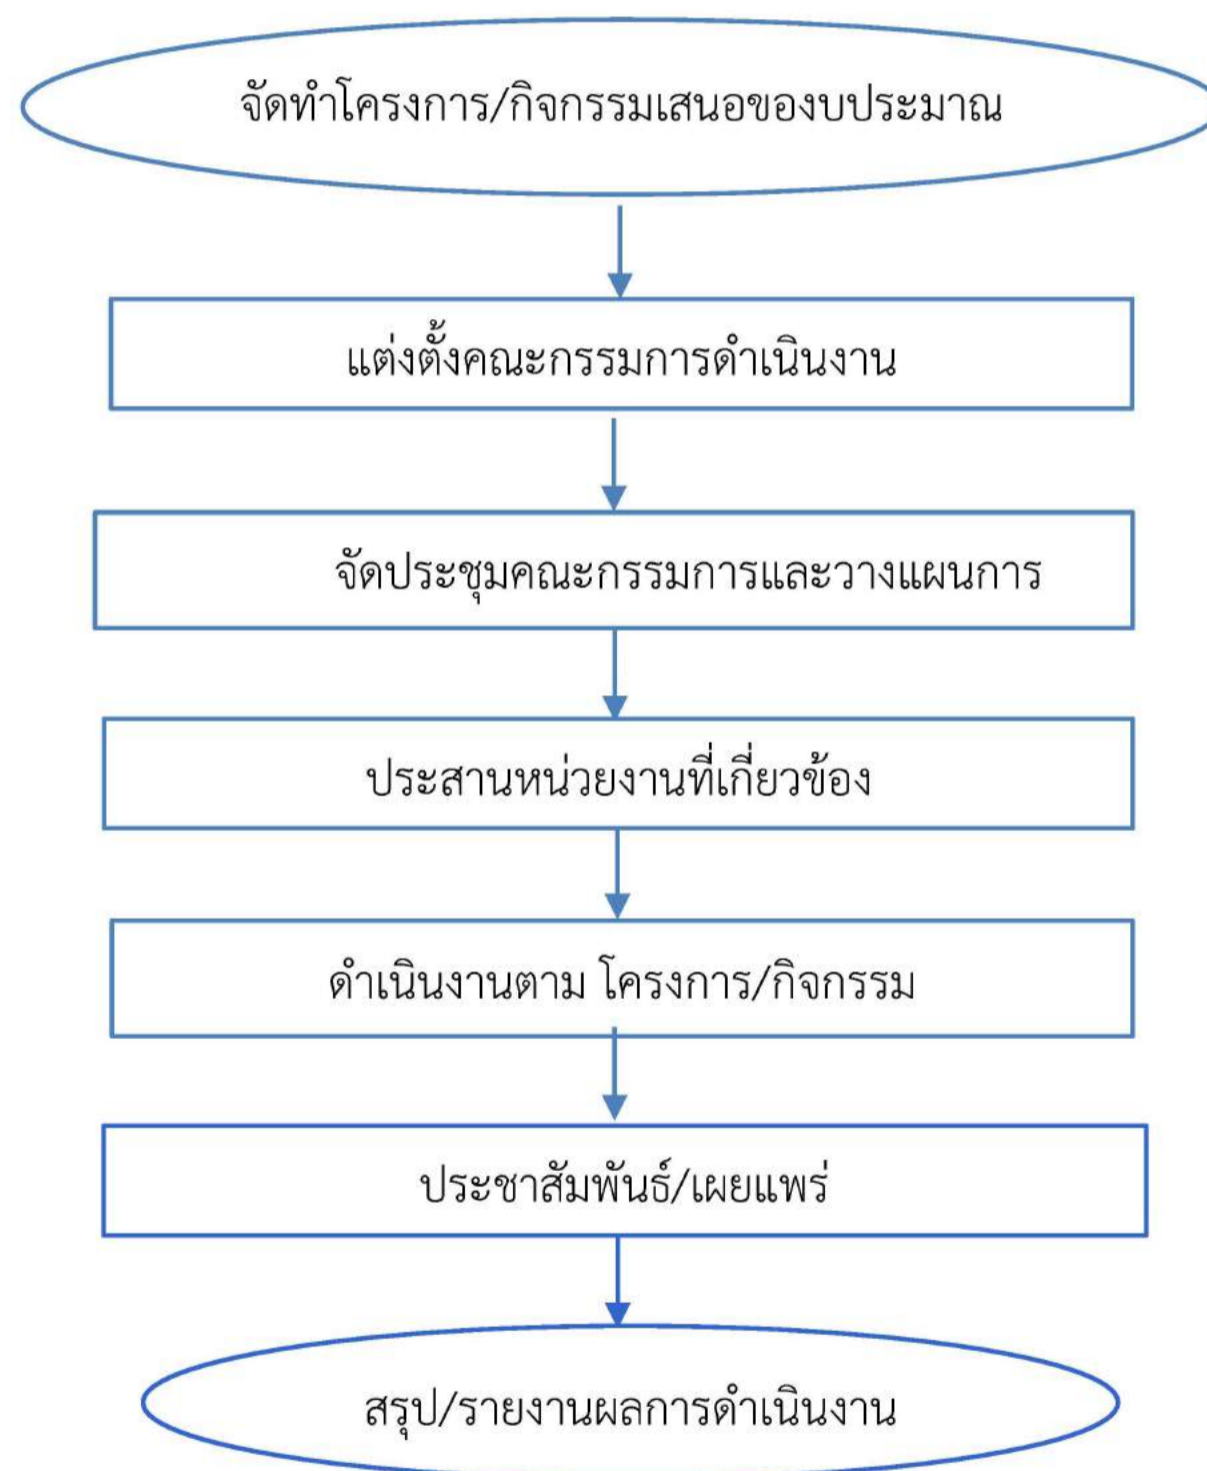 จัดทำโครงการ/กิจกรรมเสนอของบประมาณ
แต่งตั้งคณะกรรมการดำเนินงาน
จัดประชุมคณะกรรมการและวางแผนการ
ประสานหน่วยงานที่เกี่ยวข้อง
ดำเนินงานตาม โครงการ/กิจกรรม
ประชาสัมพันธ์/เผยแพร่
สรุป/รายงานผลการดำเนินงาน